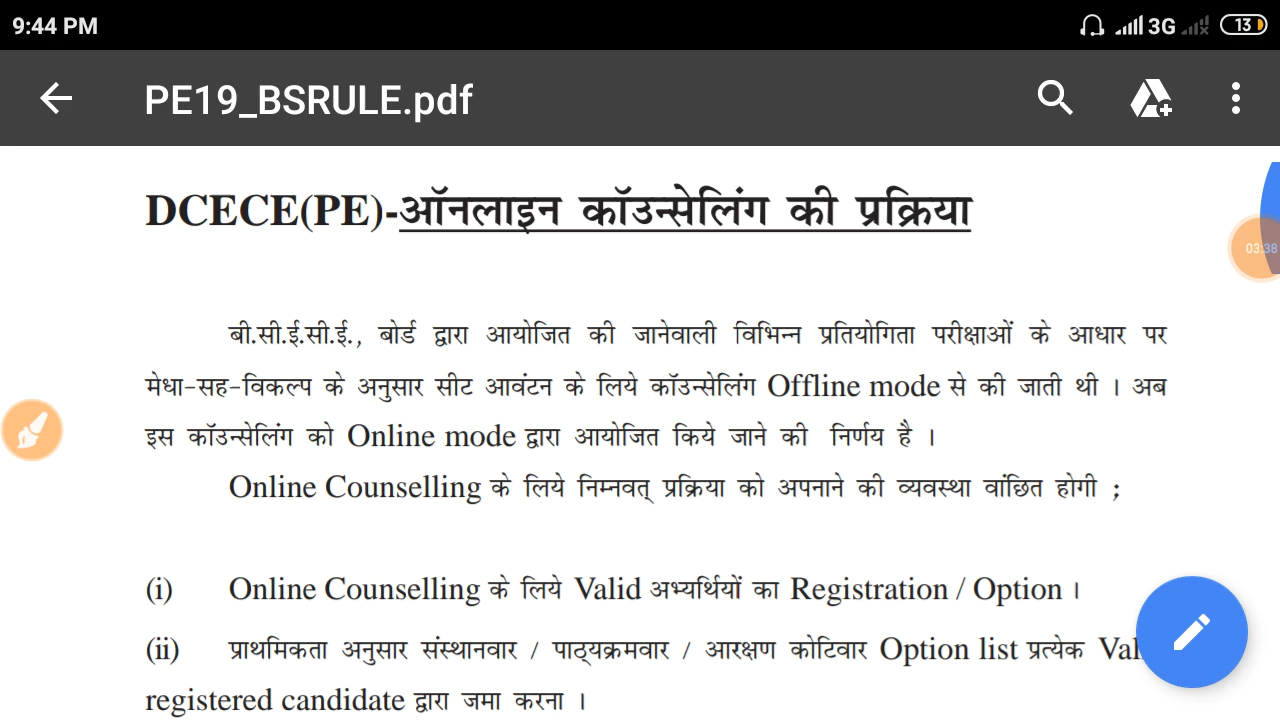 9:44 PM 3G 13
PE19_BSRULE.pdf
DCECE(PE)-ऑनलाइन कॉउन्सेलिंग की प्रक्रिया
03:38
बी.सी.ई.सी.ई., बोर्ड द्वारा आयोजित की जानेवाली विभिन्न प्रतियोगिता परीक्षाओं के आधार पर
मेधा-सह-विकल्प के अनुसार सीट आवंटन के लिये कॉउन्सेलिंग Offline mode से की जाती थी । अब
इस कॉउन्सेलिंग को Online mode द्वारा आयोजित किये जाने की निर्णय है ।
Online Counselling के लिये निम्नवत् प्रक्रिया को अपनाने की व्यवस्था वांछित होगी ;
(i) Online Counselling के लिये Valid अभ्यर्थियों का Registration / Option ।
(ii) प्राथमिकता अनुसार संस्थानवार / पाठ्यक्रमवार / आरक्षण कोटिवार Option list प्रत्येक Val
registered candidate द्वारा जमा करना ।